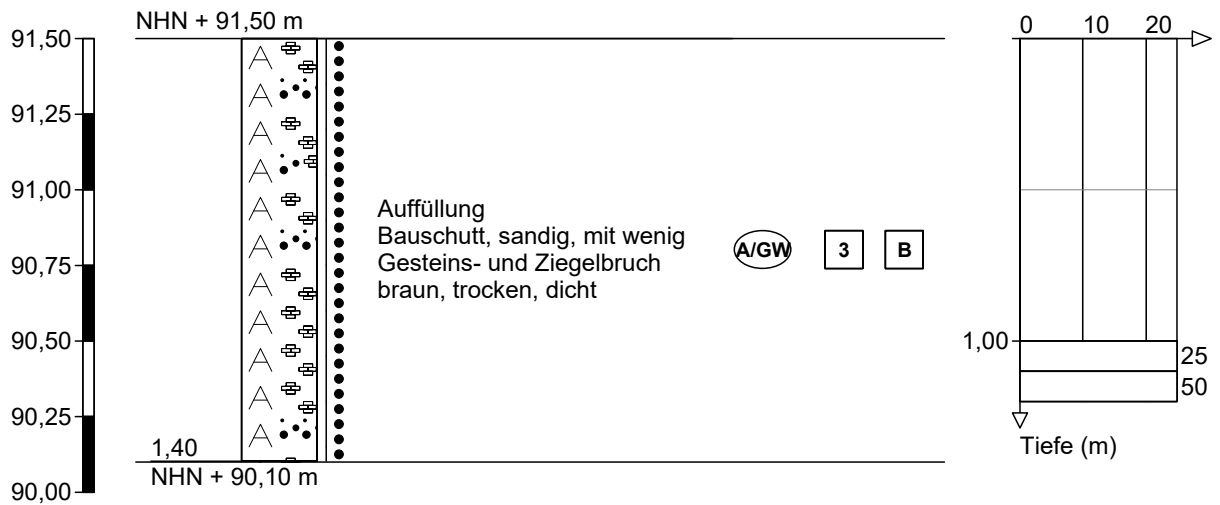 NHN + 91,50 m
91,50
91,25
91,00
90,75
90,50
90,25
90,00
Auffüllung
Bauschutt, sandig, mit wenig
Gesteins- und Ziegelbruch
braun, trocken, dicht
A/GW 3 B
1,40
NHN + 90,10 m
0 10 20
1,00
25
50
Tiefe (m)